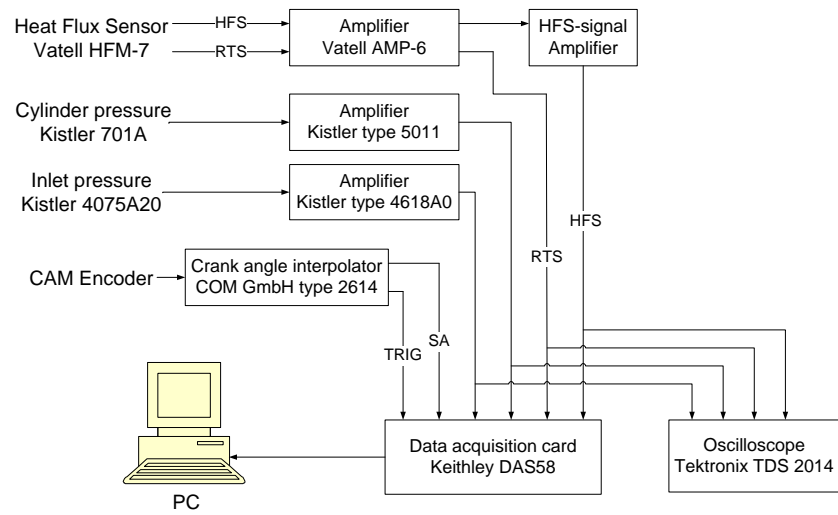 Heat Flux Sensor
Vatell HFM-7
HFS
RTS
Amplifier
Vatell AMP-6
HFS-signal
Amplifier
Cylinder pressure
Kistler 701A
Amplifier
Kistler type 5011
Inlet pressure
Kistler 4075A20
Amplifier
Kistler type 4618A0
HFS
RTS
CAM Encoder
Crank angle interpolator
COM GmbH type 2614
TRIG
SA
Data acquisition card
Keithley DAS58
Oscilloscope
Tektronix TDS 2014
PC